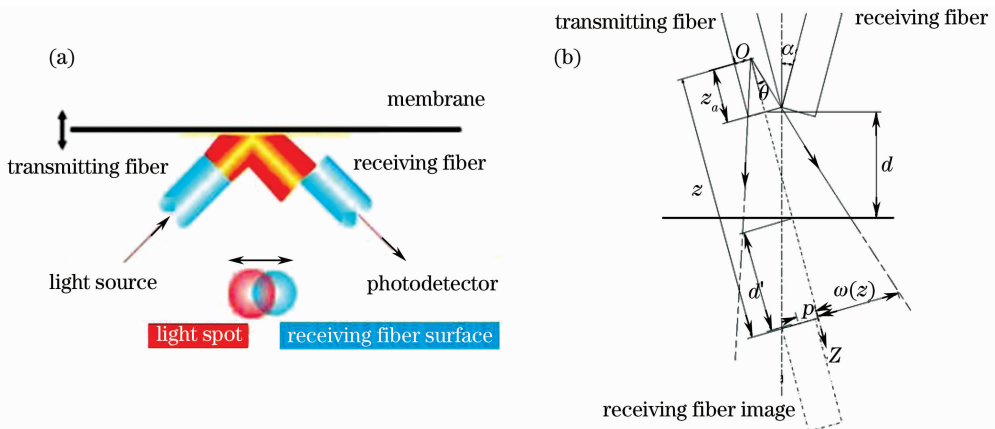 (a)
membrane
transmitting fiber
receiving fiber
light source
photodetector
light spot
receiving fiber surface
(b)
transmitting fiber
receiving fiber
O
α
θ
zₐ
z
d
d'
p
ω(z)
Z
receiving fiber image